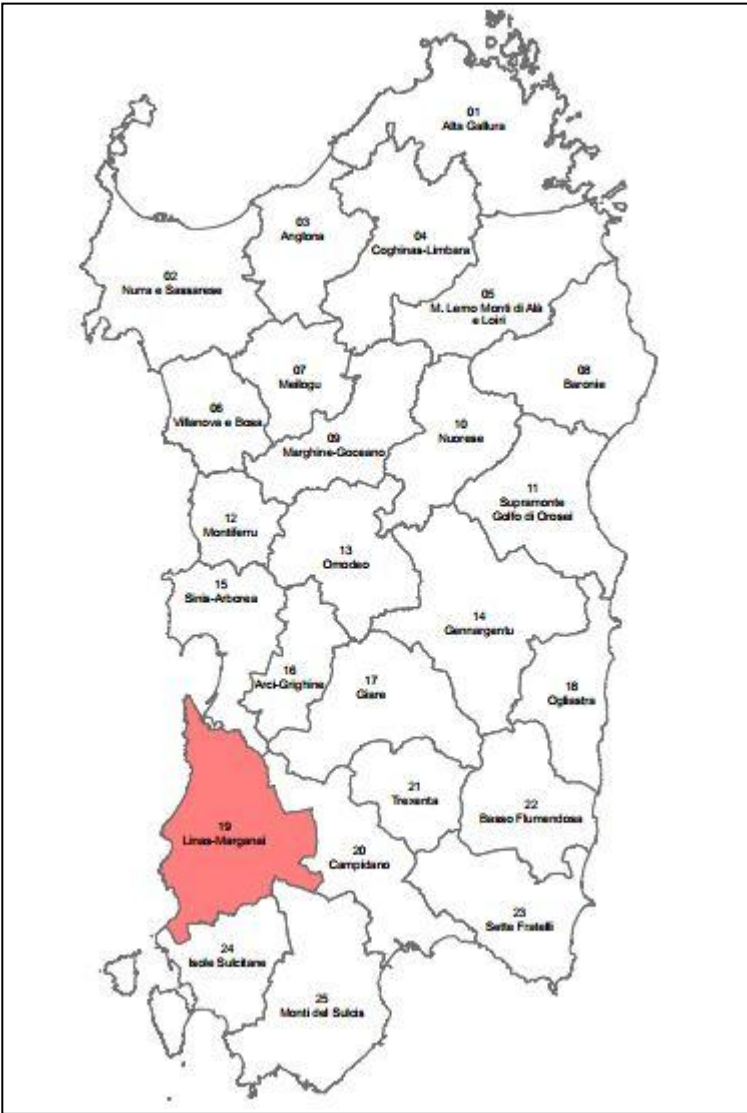 01
Alta Gallura
03
Anglona
04
Coghinas-Limbara
02
Nurra e Sassarese
05
M. Lerno Monti di Alà
e Loiri
07
Meilogu
08
Baronie
06
Villanova e Bosa
10
Nuorese
09
Marghine-Goceano
11
Supramonte
Golfo di Orosei
12
Montiferru
13
Omodeo
15
Sinis-Arborea
14
Gennargentu
16
Arci-Grighine
17
Giare
18
Ogliastra
21
Trexenta
22
Basso Flumendosa
19
Linas-Marganai
20
Campidano
23
Sette Fratelli
24
Isole Sulcitane
25
Monti del Sulcis